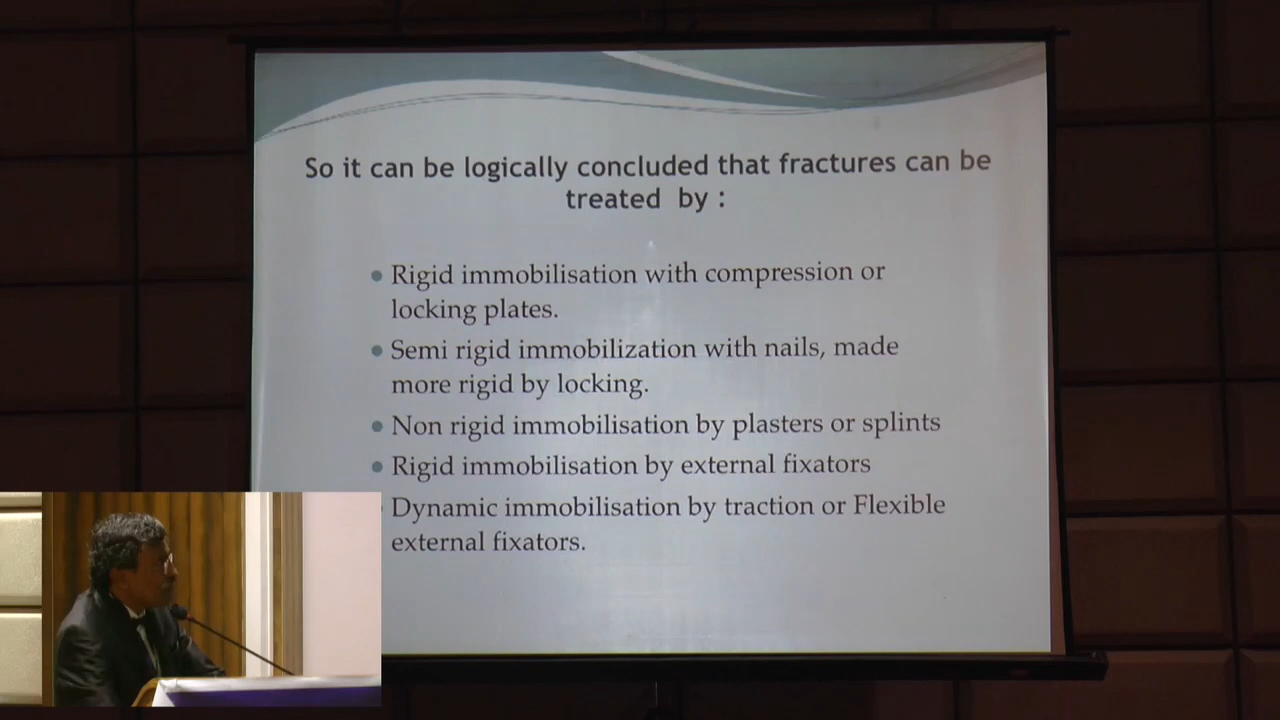 So it can be logically concluded that fractures can be
treated by :
Rigid immobilisation with compression or
locking plates.
Semi rigid immobilization with nails, made
more rigid by locking.
Non rigid immobilisation by plasters or splints
Rigid immobilisation by external fixators
Dynamic immobilisation by traction or Flexible
external fixators.